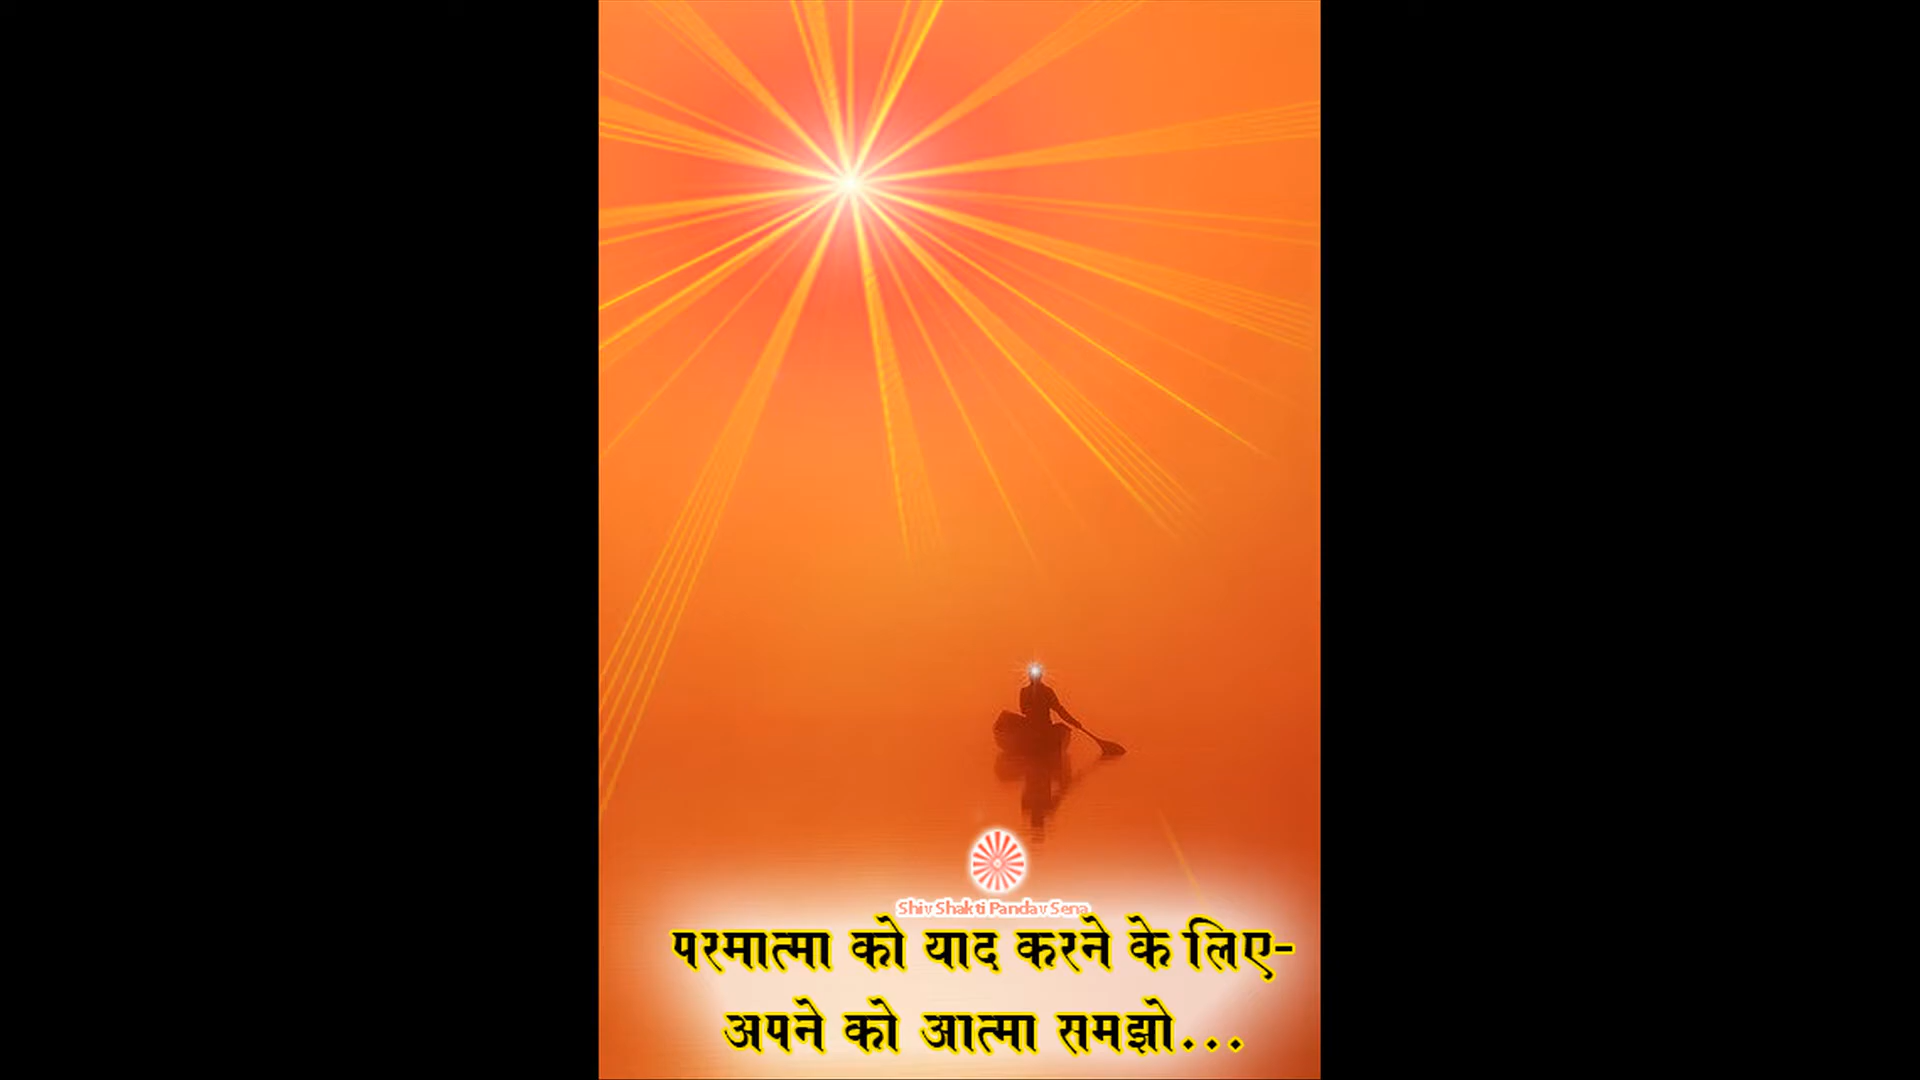 Shiv Shakti Pandav Sena
परमात्मा को याद करने के लिए-
अपने को आत्मा समझो...